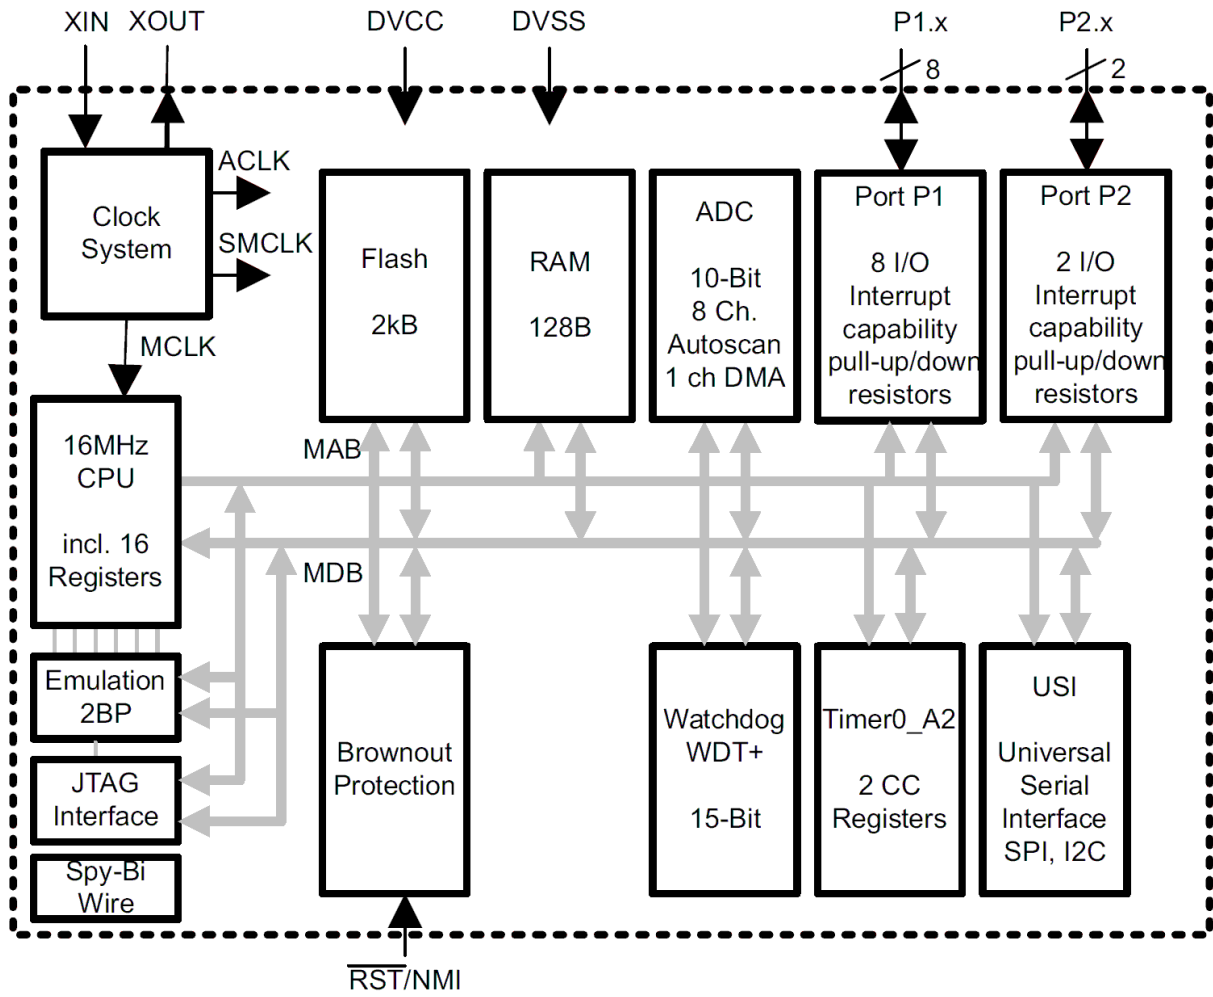 XIN XOUT DVCC DVSS P1.x P2.x
8 2
Clock
System
ACLK
SMCLK
MCLK
Flash
2kB
RAM
128B
ADC
10-Bit
8 Ch.
Autoscan
1 ch DMA
Port P1
8 I/O
Interrupt
capability
pull-up/down
resistors
Port P2
2 I/O
Interrupt
capability
pull-up/down
resistors
16MHz
CPU
incl. 16
Registers
MAB
MDB
Emulation
2BP
JTAG
Interface
Spy-Bi
Wire
Brownout
Protection
Watchdog
WDT+
15-Bit
Timer0_A2
2 CC
Registers
USI
Universal
Serial
Interface
SPI, I2C
RST/NMI